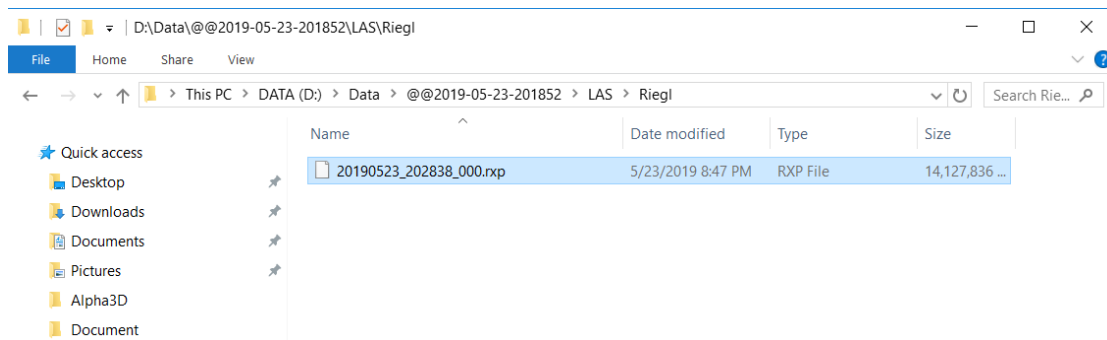 D:\Data\@@2019-05-23-201852\LAS\Riegl
File Home Share View
This PC > DATA (D:) > Data > @@2019-05-23-201852 > LAS > Riegl Search Rie...
Name Date modified Type Size
Quick access
20190523_202838_000.rxp 5/23/2019 8:47 PM RXP File 14,127,836 ...
Desktop
Downloads
Documents
Pictures
Alpha3D
Document